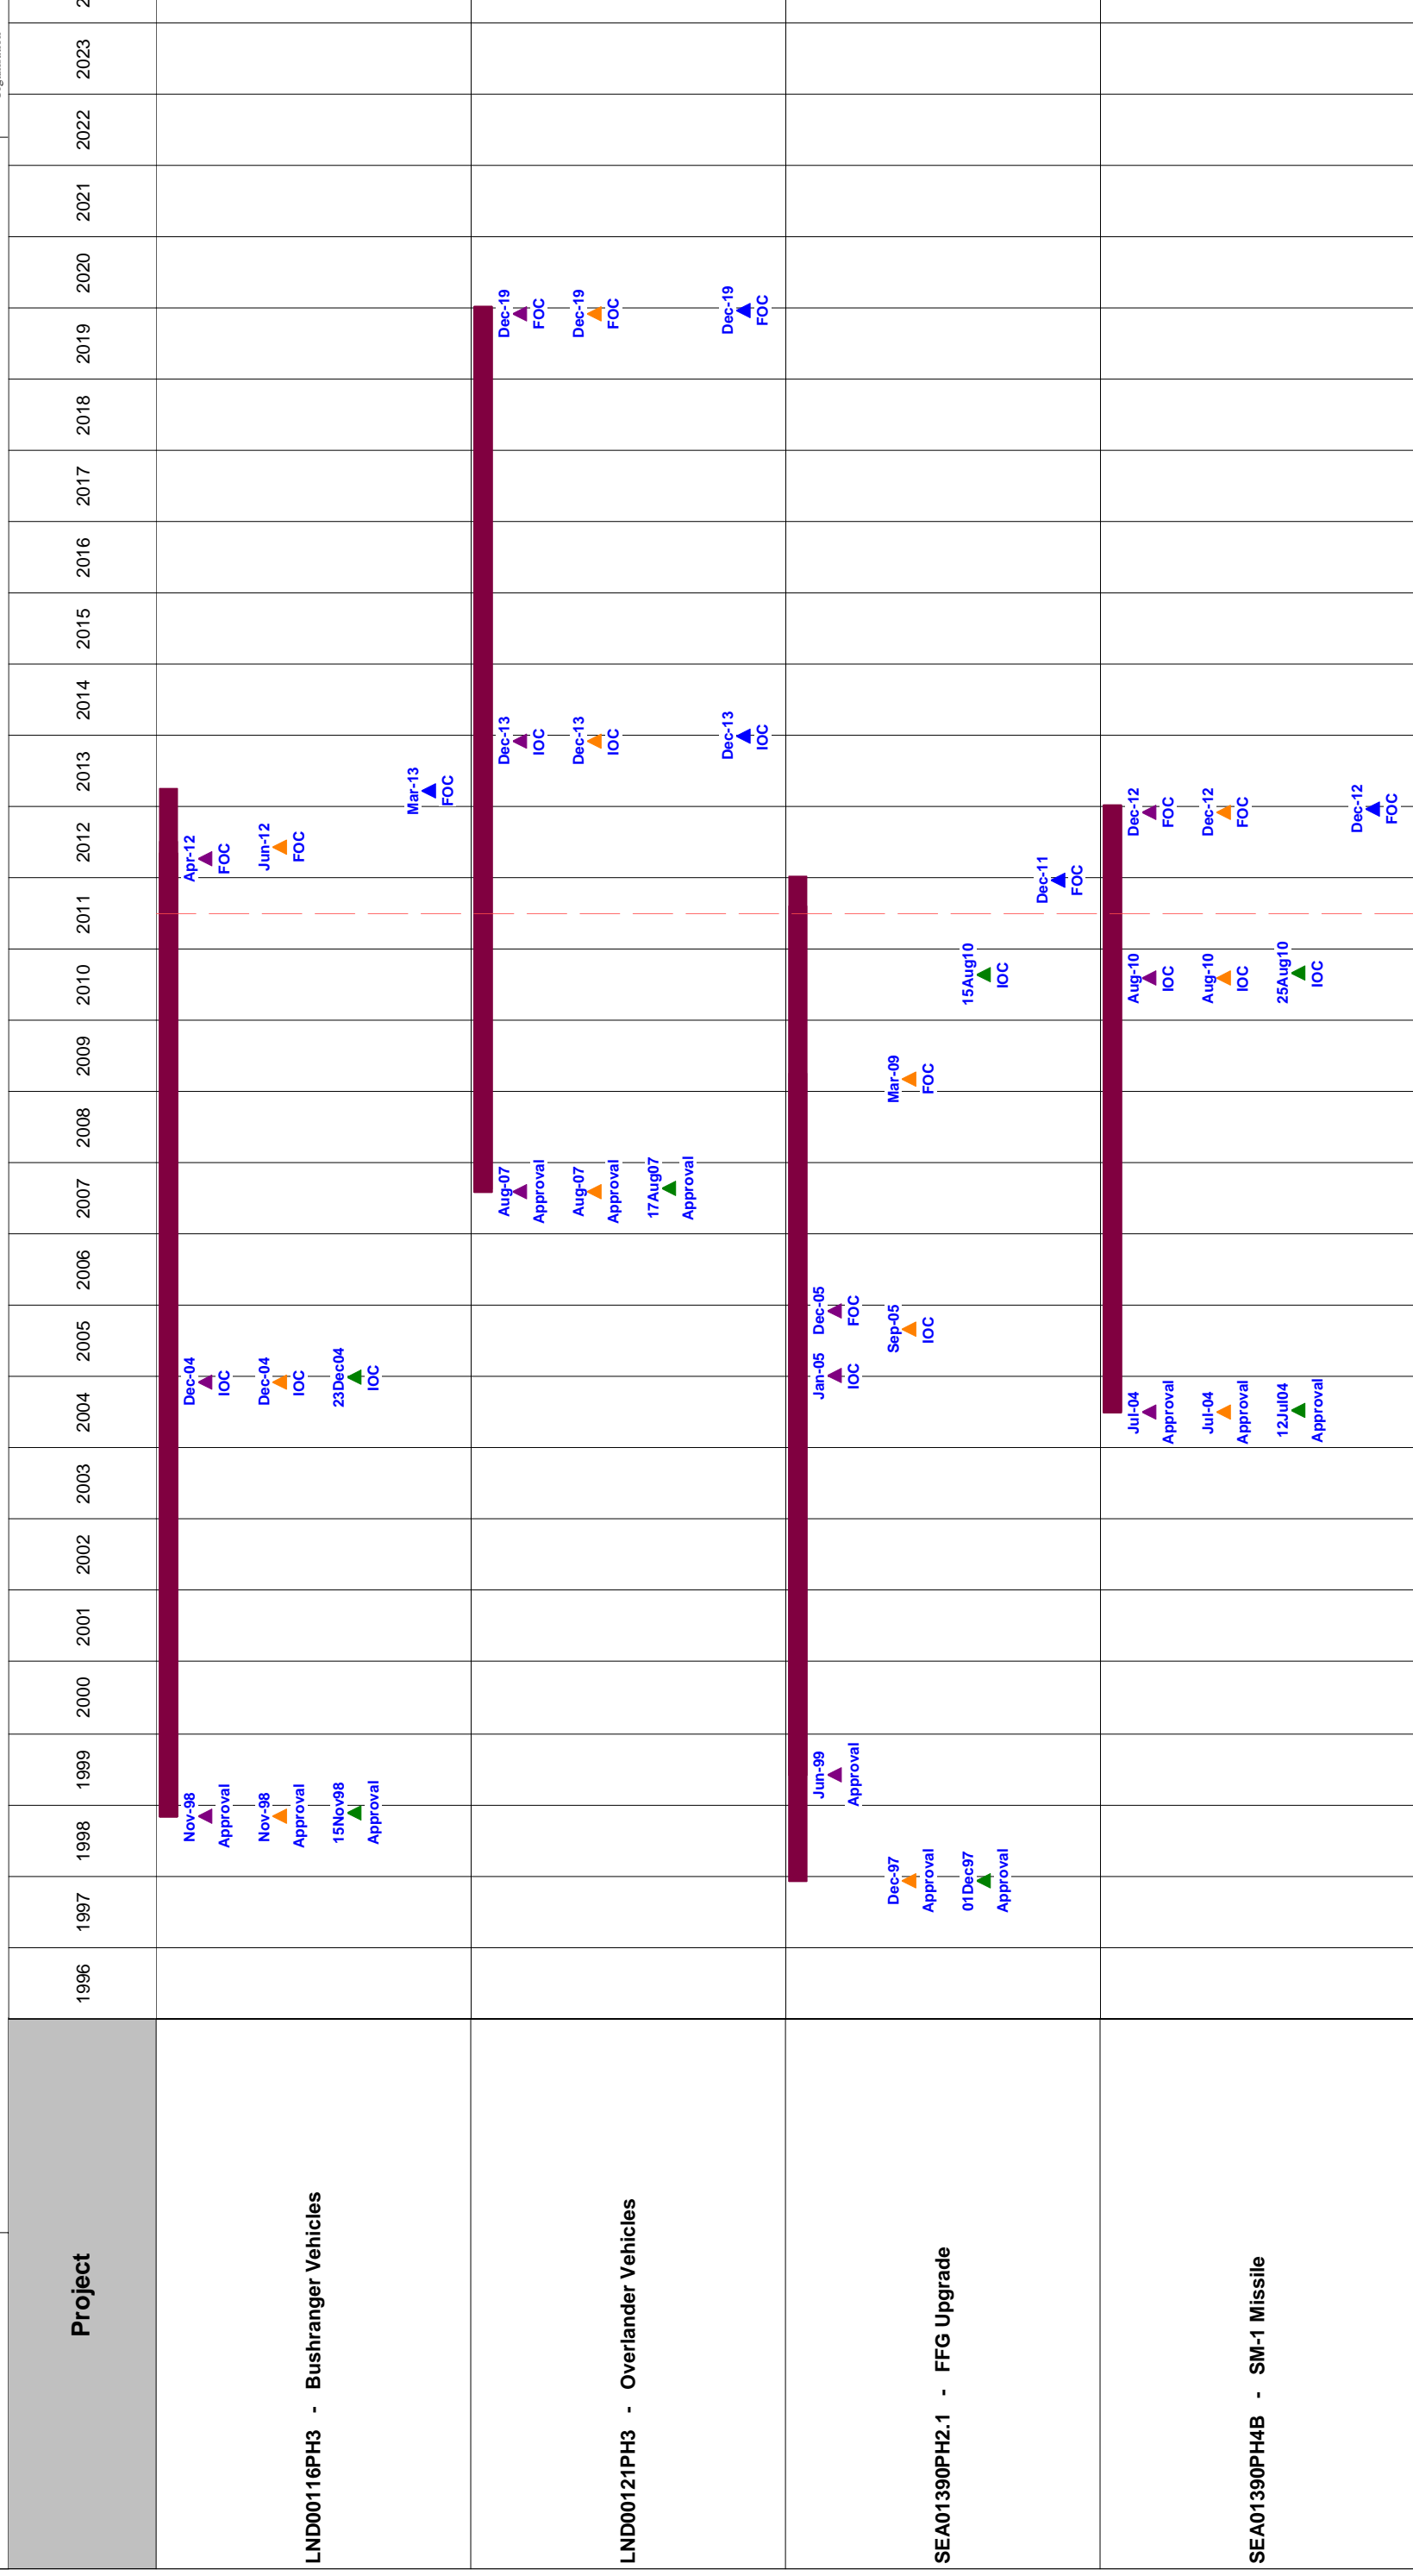 Project
1996
1997
1998
1999
2000
2001
2002
2003
2004
2005
2006
2007
2008
2009
2010
2011
2012
2013
2014
2015
2016
2017
2018
2019
2020
2021
2022
2023
LND00116PH3 - Bushranger Vehicles
Nov-98
Approval
Dec-04
IOC
Apr-12
FOC
Nov-98
Approval
Dec-04
IOC
Jun-12
FOC
15Nov98
Approval
23Dec04
IOC
Mar-13
FOC
LND00121PH3 - Overlander Vehicles
Aug-07
Approval
Dec-13
IOC
Dec-19
FOC
Aug-07
Approval
Dec-13
IOC
Dec-19
FOC
17Aug07
Approval
Dec-13
IOC
Dec-19
FOC
SEA01390PH2.1 - FFG Upgrade
Jun-99
Approval
Jan-05
IOC
Dec-05
FOC
Dec-97
Approval
Sep-05
IOC
Mar-09
FOC
01Dec97
Approval
15Aug10
IOC
Dec-11
FOC
SEA01390PH4B - SM-1 Missile
Jul-04
Approval
Aug-10
IOC
Dec-12
FOC
Jul-04
Approval
Aug-10
IOC
Dec-12
FOC
12Jul04
Approval
25Aug10
IOC
Dec-12
FOC